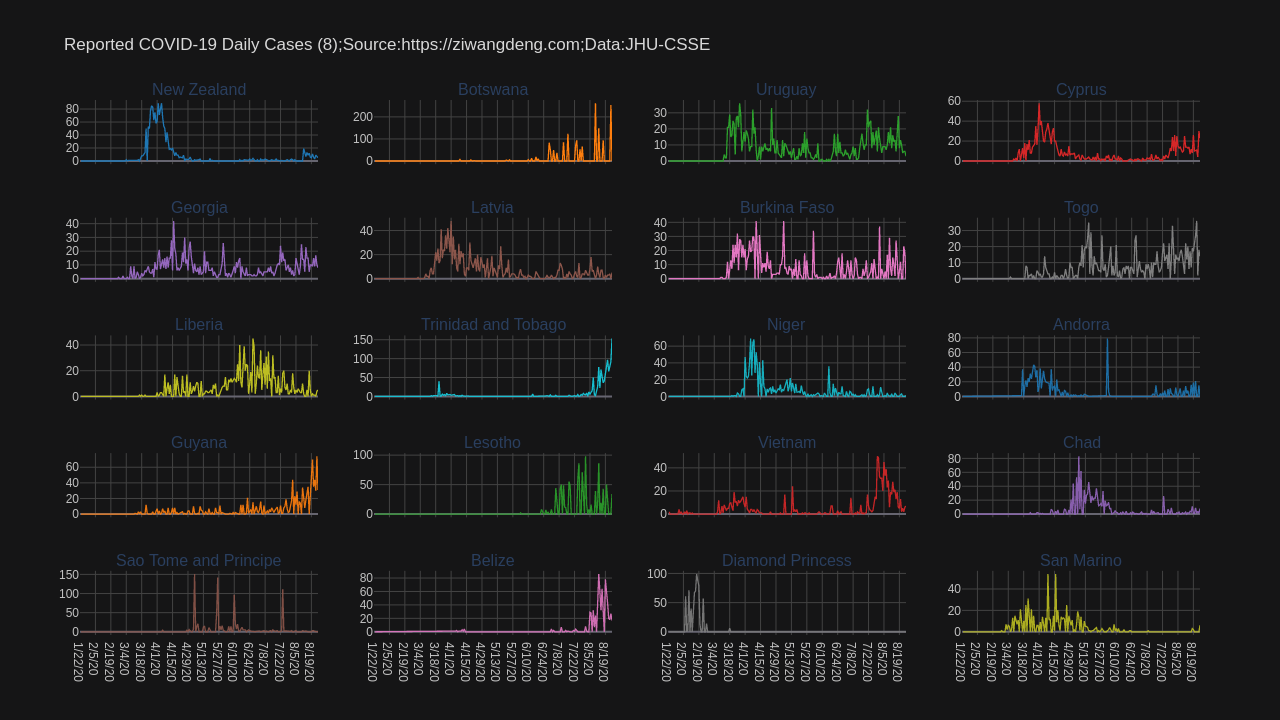 Reported COVID-19 Daily Cases (8);Source:https://ziwangdeng.com;Data:JHU-CSSE
New Zealand Botswana Uruguay Cyprus
80 60 40 20 0
200 100 0
30 20 10 0
60 40 20 0
Georgia Latvia Burkina Faso Togo
40 30 20 10 0
40 20 0
40 30 20 10 0
30 20 10 0
Liberia Trinidad and Tobago Niger Andorra
40 20 0
150 100 50 0
60 40 20 0
80 60 40 20 0
Guyana Lesotho Vietnam Chad
60 40 20 0
100 50 0
40 20 0
80 60 40 20 0
Sao Tome and Principe Belize Diamond Princess San Marino
150 100 50 0
80 60 40 20 0
100 50 0
40 20 0
1/22/20 2/5/20 2/19/20 3/4/20 3/18/20 4/1/20 4/15/20 4/29/20 5/13/20 5/27/20 6/10/20 6/24/20 7/8/20 7/22/20 8/5/20 8/19/20
1/22/20 2/5/20 2/19/20 3/4/20 3/18/20 4/1/20 4/15/20 4/29/20 5/13/20 5/27/20 6/10/20 6/24/20 7/8/20 7/22/20 8/5/20 8/19/20
1/22/20 2/5/20 2/19/20 3/4/20 3/18/20 4/1/20 4/15/20 4/29/20 5/13/20 5/27/20 6/10/20 6/24/20 7/8/20 7/22/20 8/5/20 8/19/20
1/22/20 2/5/20 2/19/20 3/4/20 3/18/20 4/1/20 4/15/20 4/29/20 5/13/20 5/27/20 6/10/20 6/24/20 7/8/20 7/22/20 8/5/20 8/19/20